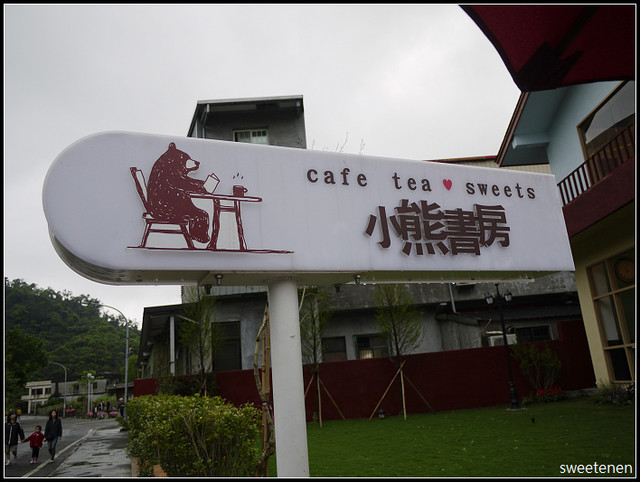 cafe tea ♥ sweets
小熊書房
sweetenen